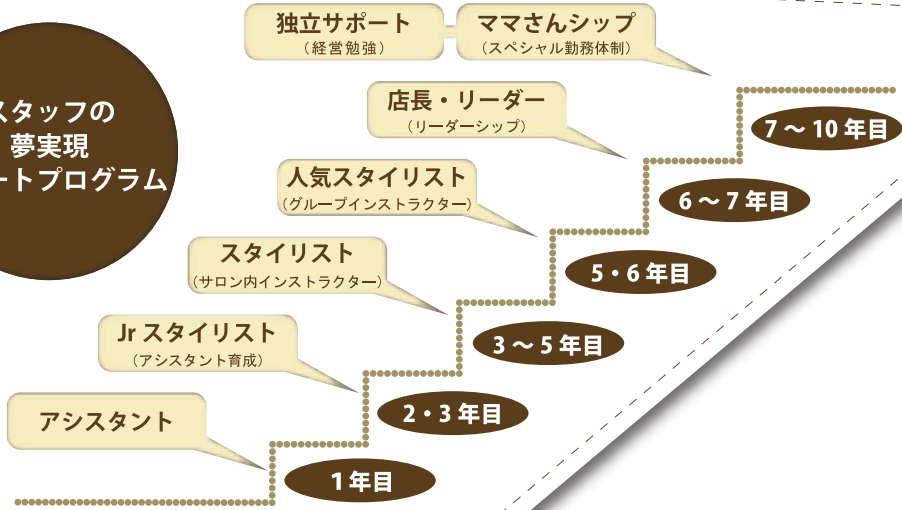 スタッフの
夢実現
ートプログラム
独立サポート
（経営勉強）
ママさんシップ
（スペシャル勤務体制）
店長・リーダー
（リーダーシップ）
人気スタイリスト
（グループインストラクター）
スタイリスト
（サロン内インストラクター）
Jr スタイリスト
（アシスタント育成）
アシスタント
7 〜 10 年目
6 〜 7 年目
5・6 年目
3 〜 5 年目
2・3 年目
1 年目